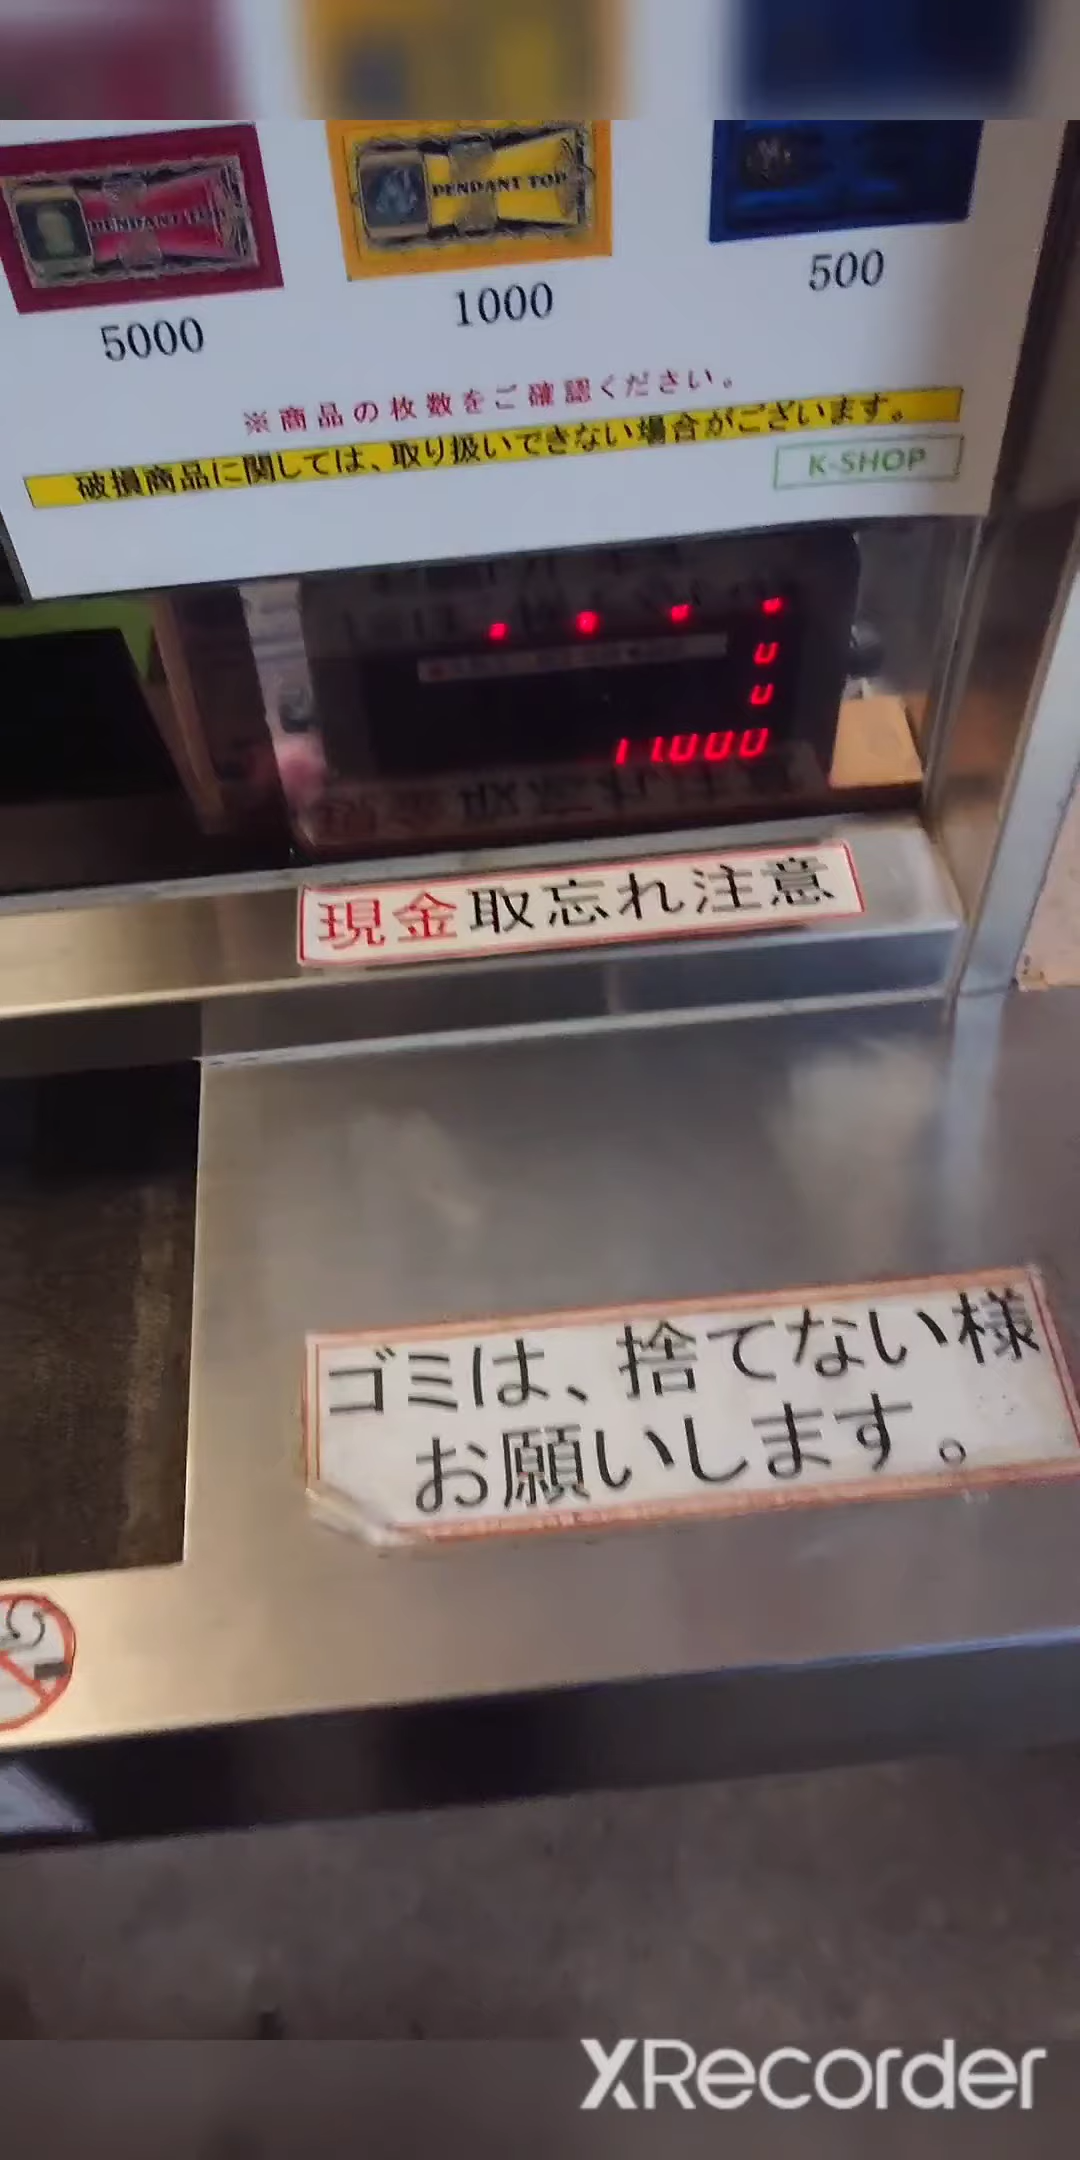 PENDANT TOP
PENDANT TOP
5000
1000
500
※商品の枚数をご確認ください。
破損商品に関しては、取り扱いできない場合がございます。
K-SHOP
11000
現金取忘れ注意
ゴミは、捨てない様
お願いします。
XRecorder